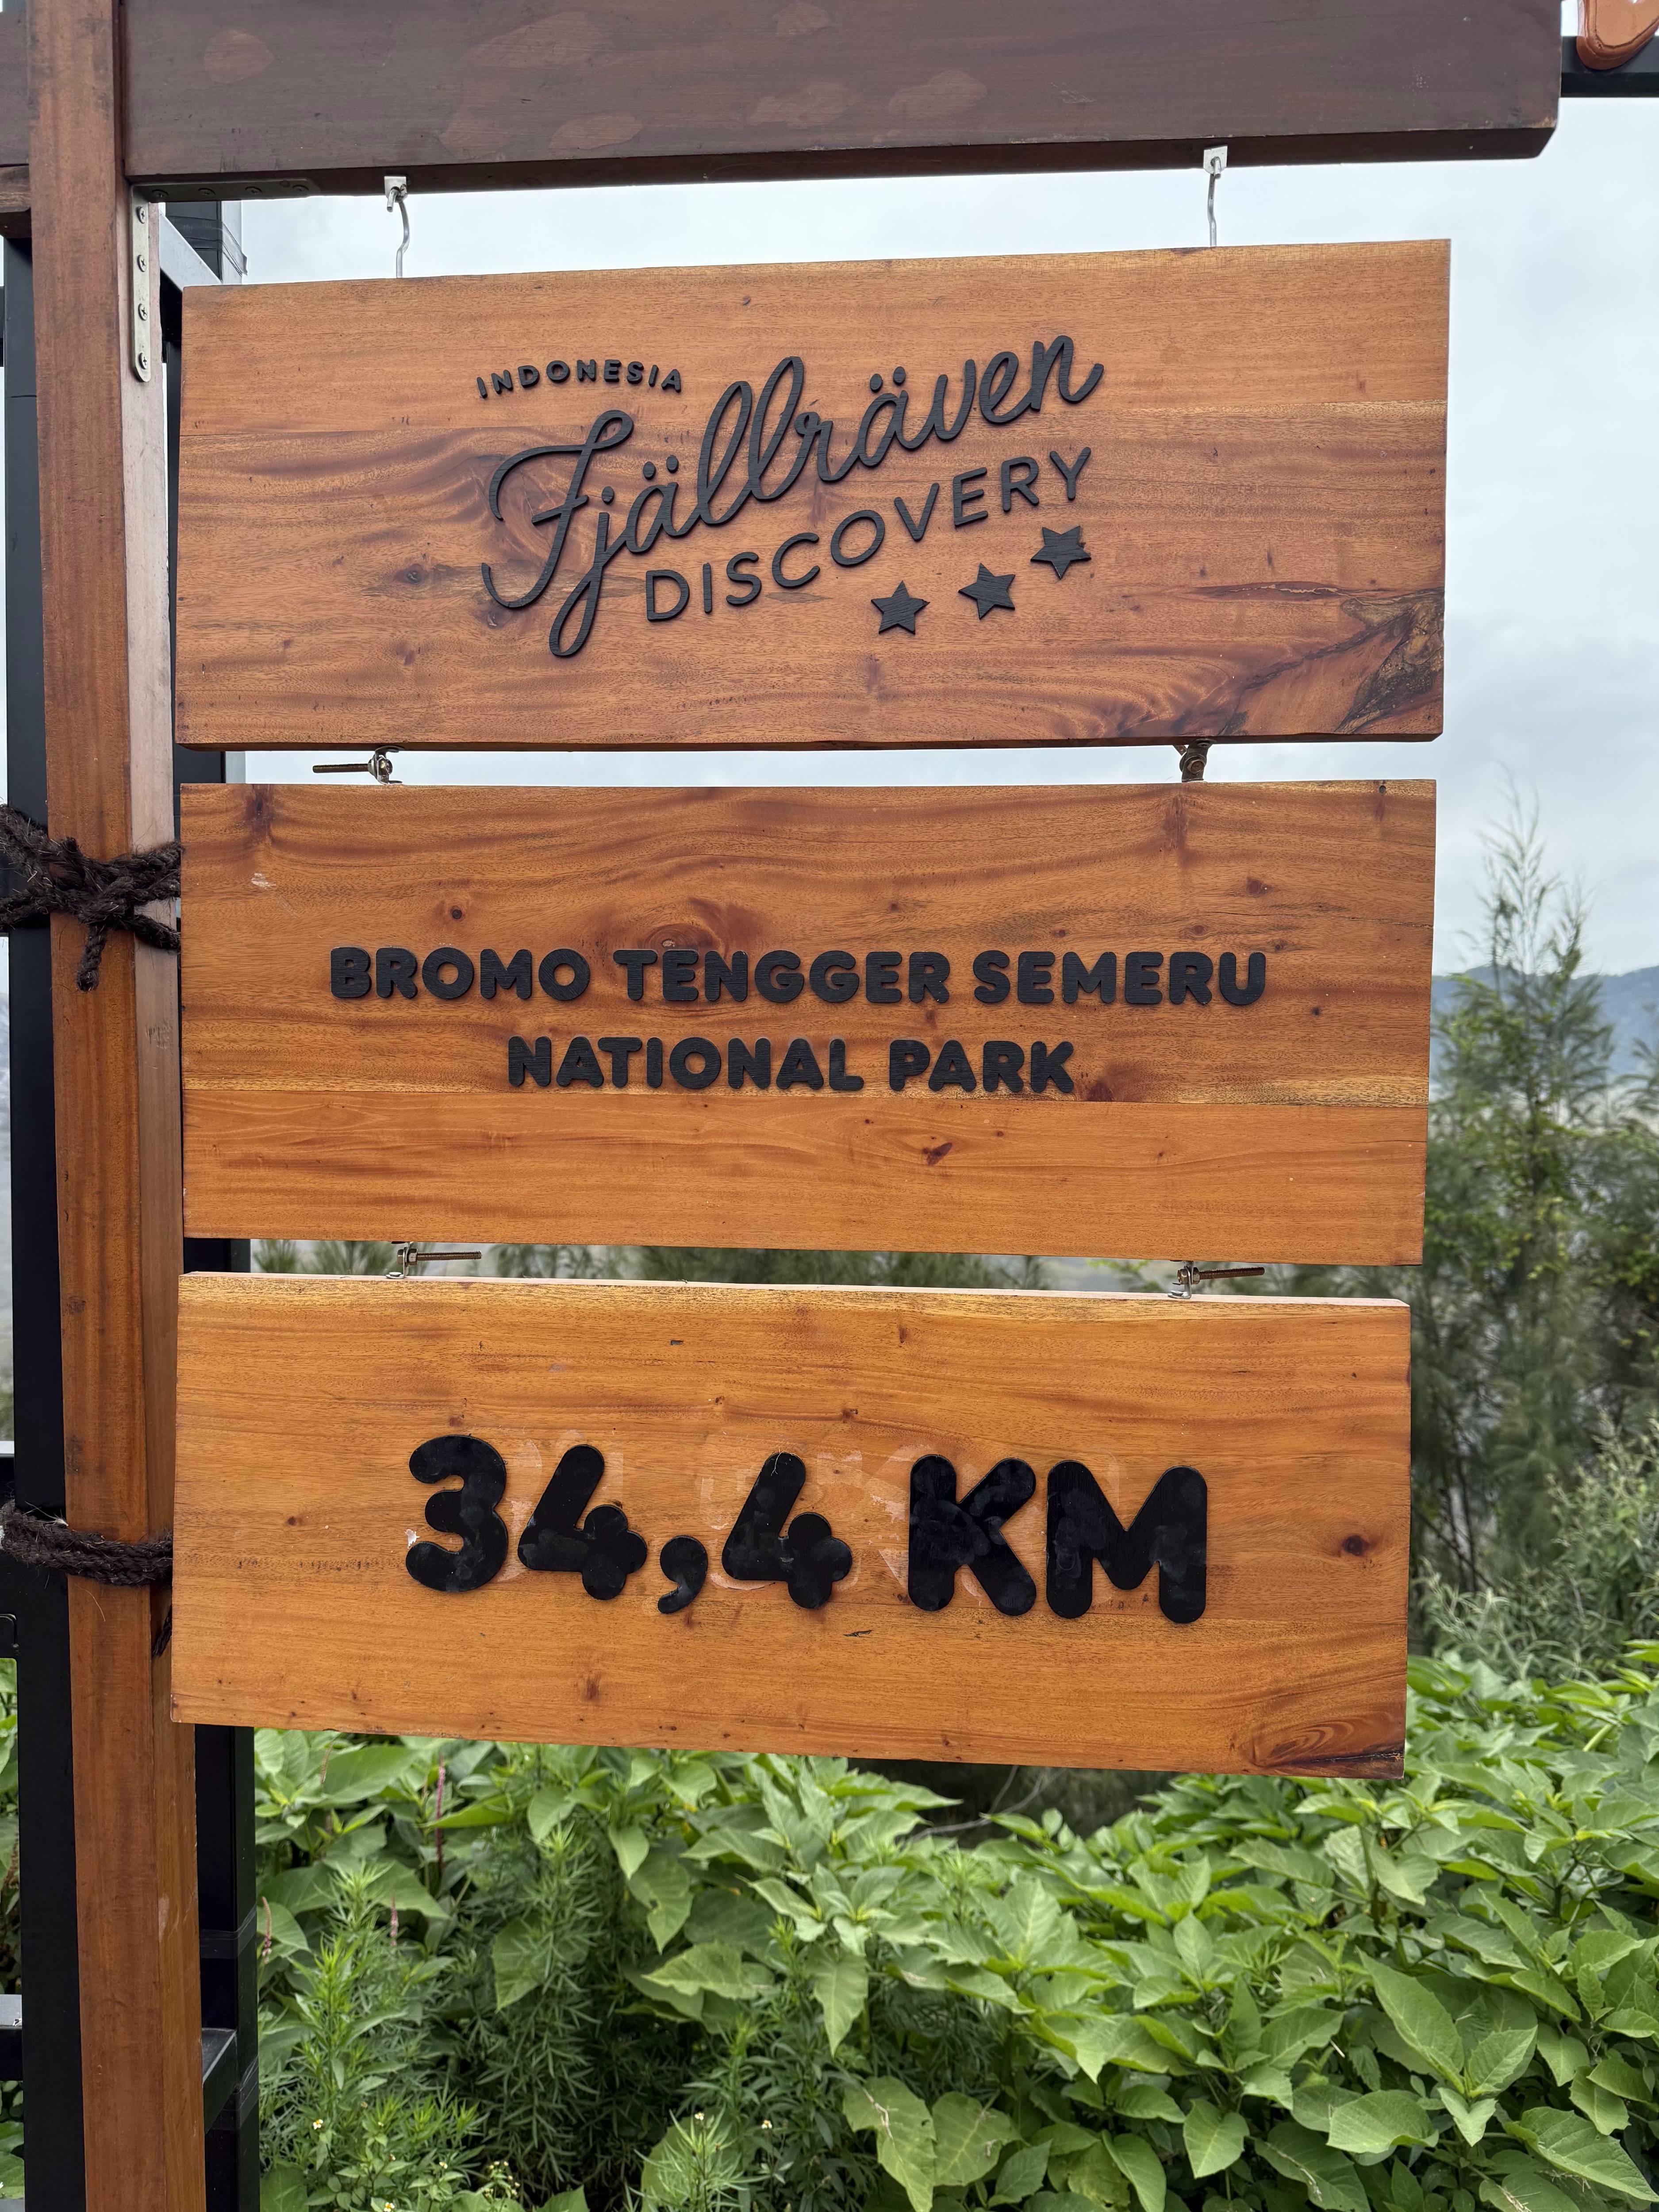 INDONESIA
Fjällräven
DISCOVERY
BROMO TENGGER SEMERU
NATIONAL PARK
34,4 KM